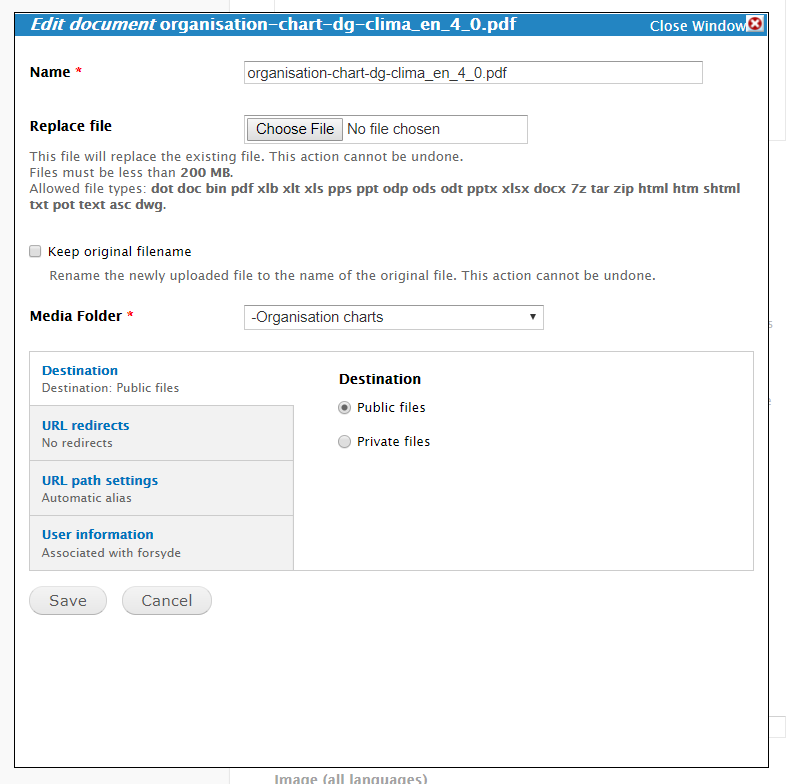 Edit document organisation-chart-dg-clima_en_4_0.pdf
Close Window
Name *
organisation-chart-dg-clima_en_4_0.pdf
Replace file
Choose File No file chosen
This file will replace the existing file. This action cannot be undone.
Files must be less than 200 MB.
Allowed file types: dot doc bin pdf xlb xlt xls pps ppt odp ods odt pptx xlsx docx 7z tar zip html htm shtml
txt pot text asc dwg.
Keep original filename
Rename the newly uploaded file to the name of the original file. This action cannot be undone.
Media Folder *
-Organisation charts
Destination
Destination: Public files
URL redirects
No redirects
URL path settings
Automatic alias
User information
Associated with forsyde
Destination
Public files
Private files
Save
Cancel
Image (all languages)